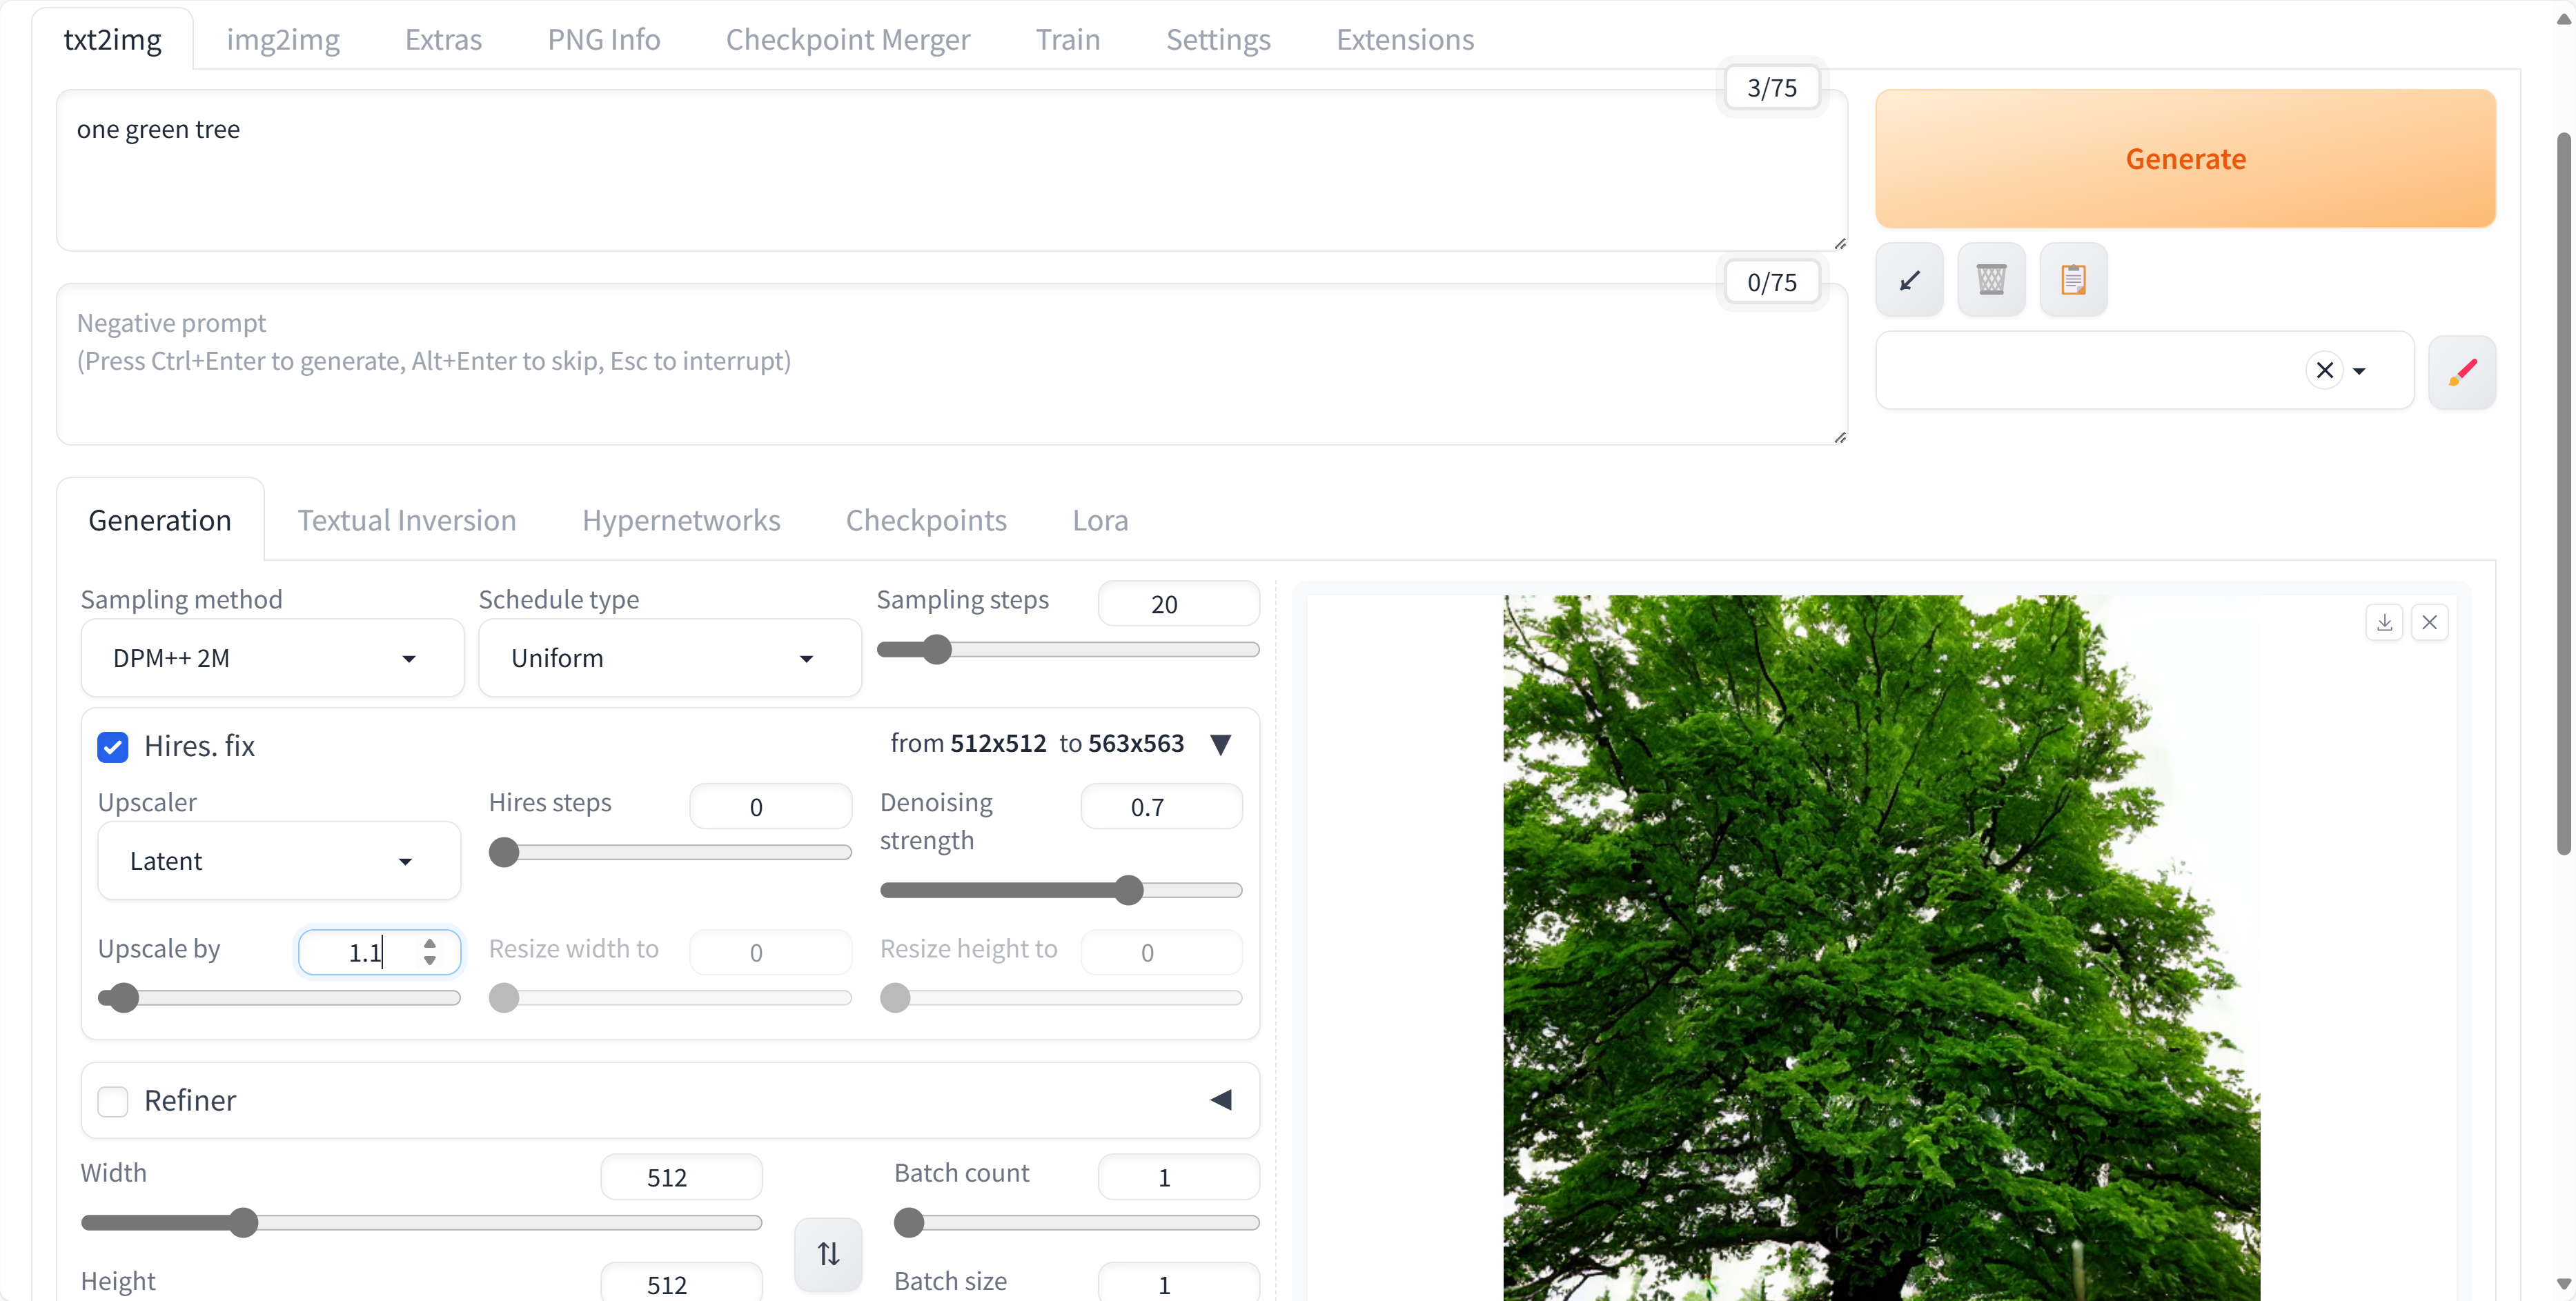 txt2img img2img Extras PNG Info Checkpoint Merger Train Settings Extensions
3/75
one green tree
Generate
0/75
Negative prompt
(Press Ctrl+Enter to generate, Alt+Enter to skip, Esc to interrupt)
Generation Textual Inversion Hypernetworks Checkpoints Lora
Sampling method Schedule type Sampling steps 20
DPM++ 2M Uniform
Hires. fix from 512x512 to 563x563
Upscaler Hires steps 0 Denoising strength 0.7
Latent
Upscale by 1.1 Resize width to 0 Resize height to 0
Refiner
Width 512 Batch count 1
Height 512 Batch size 1